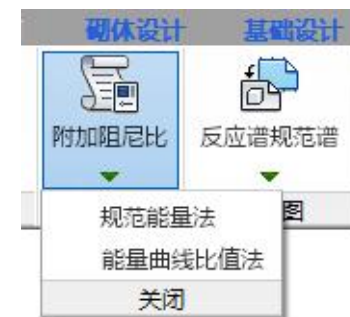 砌体设计 基础设计
附加阻尼比 反应谱规范谱
规范能量法 图
能量曲线比值法
关闭